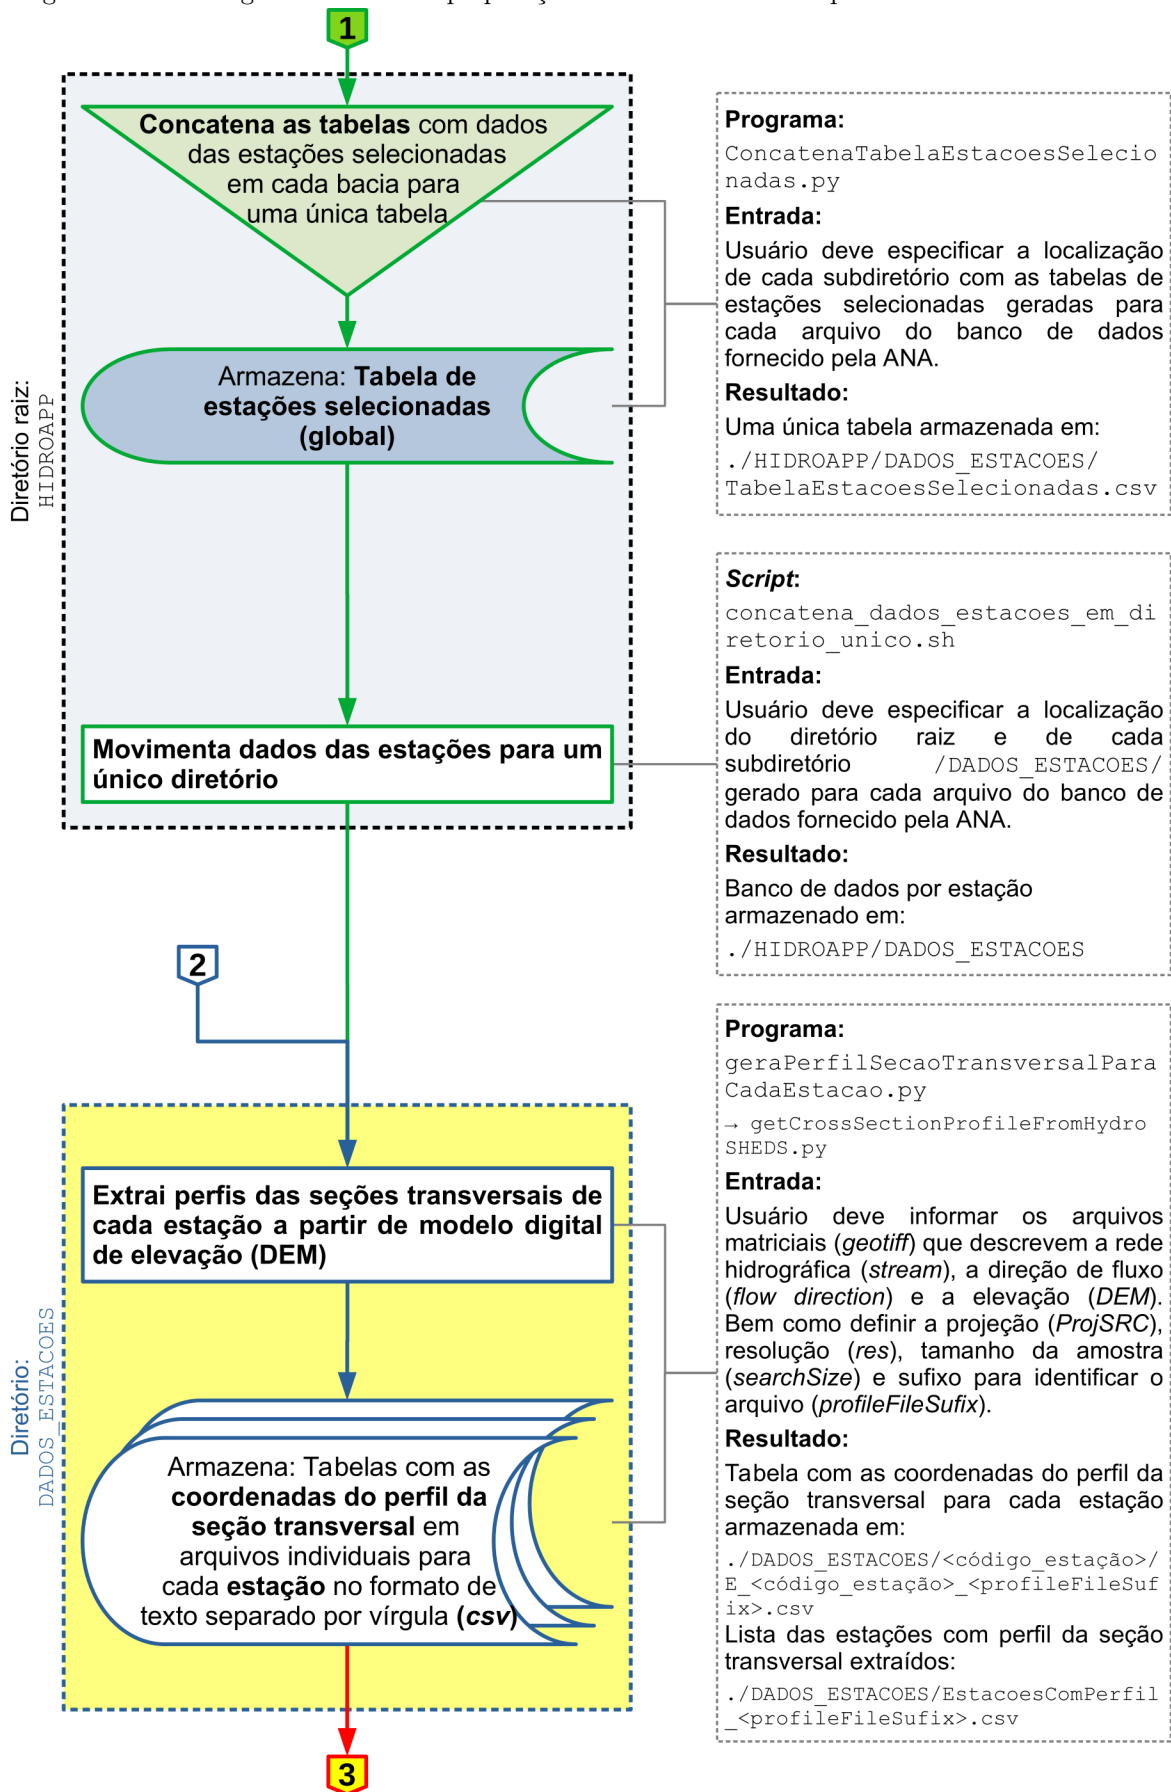 1
Concatena as tabelas com dados
das estações selecionadas
em cada bacia para
uma única tabela
Armazena: Tabela de
estações selecionadas
(global)
Movimenta dados das estações para um
único diretório
Diretório raiz:
HIDROAPP
Programa:
ConcatenaTabelaEstacoesSelecio
nadas.py
Entrada:
Usuário deve especificar a localização
de cada subdiretório com as tabelas de
estações selecionadas geradas para
cada arquivo do banco de dados
fornecido pela ANA.
Resultado:
Uma única tabela armazenada em:
./HIDROAPP/DADOS_ESTACOES/
TabelaEstacoesSelecionadas.csv
Script:
concatena_dados_estacoes_em_di
retorio_unico.sh
Entrada:
Usuário deve especificar a localização
do diretório raiz e de cada
subdiretório /DADOS_ESTACOES/
gerado para cada arquivo do banco de
dados fornecido pela ANA.
Resultado:
Banco de dados por estação
armazenado em:
./HIDROAPP/DADOS_ESTACOES
2
Extrai perfis das seções transversais de
cada estação a partir de modelo digital
de elevação (DEM)
Armazena: Tabelas com as
coordenadas do perfil da
seção transversal em
arquivos individuais para
cada estação no formato de
texto separado por vírgula (csv)
Diretório:
DADOS_ESTACOES
Programa:
geraPerfilSecaoTransversalPara
CadaEstacao.py
→ getCrossSectionProfileFromHydro
SHEDS.py
Entrada:
Usuário deve informar os arquivos
matriciais (geotiff) que descrevem a rede
hidrográfica (stream), a direção de fluxo
(flow direction) e a elevação (DEM).
Bem como definir a projeção (ProjSRC),
resolução (res), tamanho da amostra
(searchSize) e sufixo para identificar o
arquivo (profileFileSufix).
Resultado:
Tabela com as coordenadas do perfil da
seção transversal para cada estação
armazenada em:
./DADOS_ESTACOES/<código_estação>/
E_<código_estação>_<profileFileSuf
ix>.csv
Lista das estações com perfil da seção
transversal extraídos:
./DADOS_ESTACOES/EstacoesComPerfil
_<profileFileSufix>.csv
3